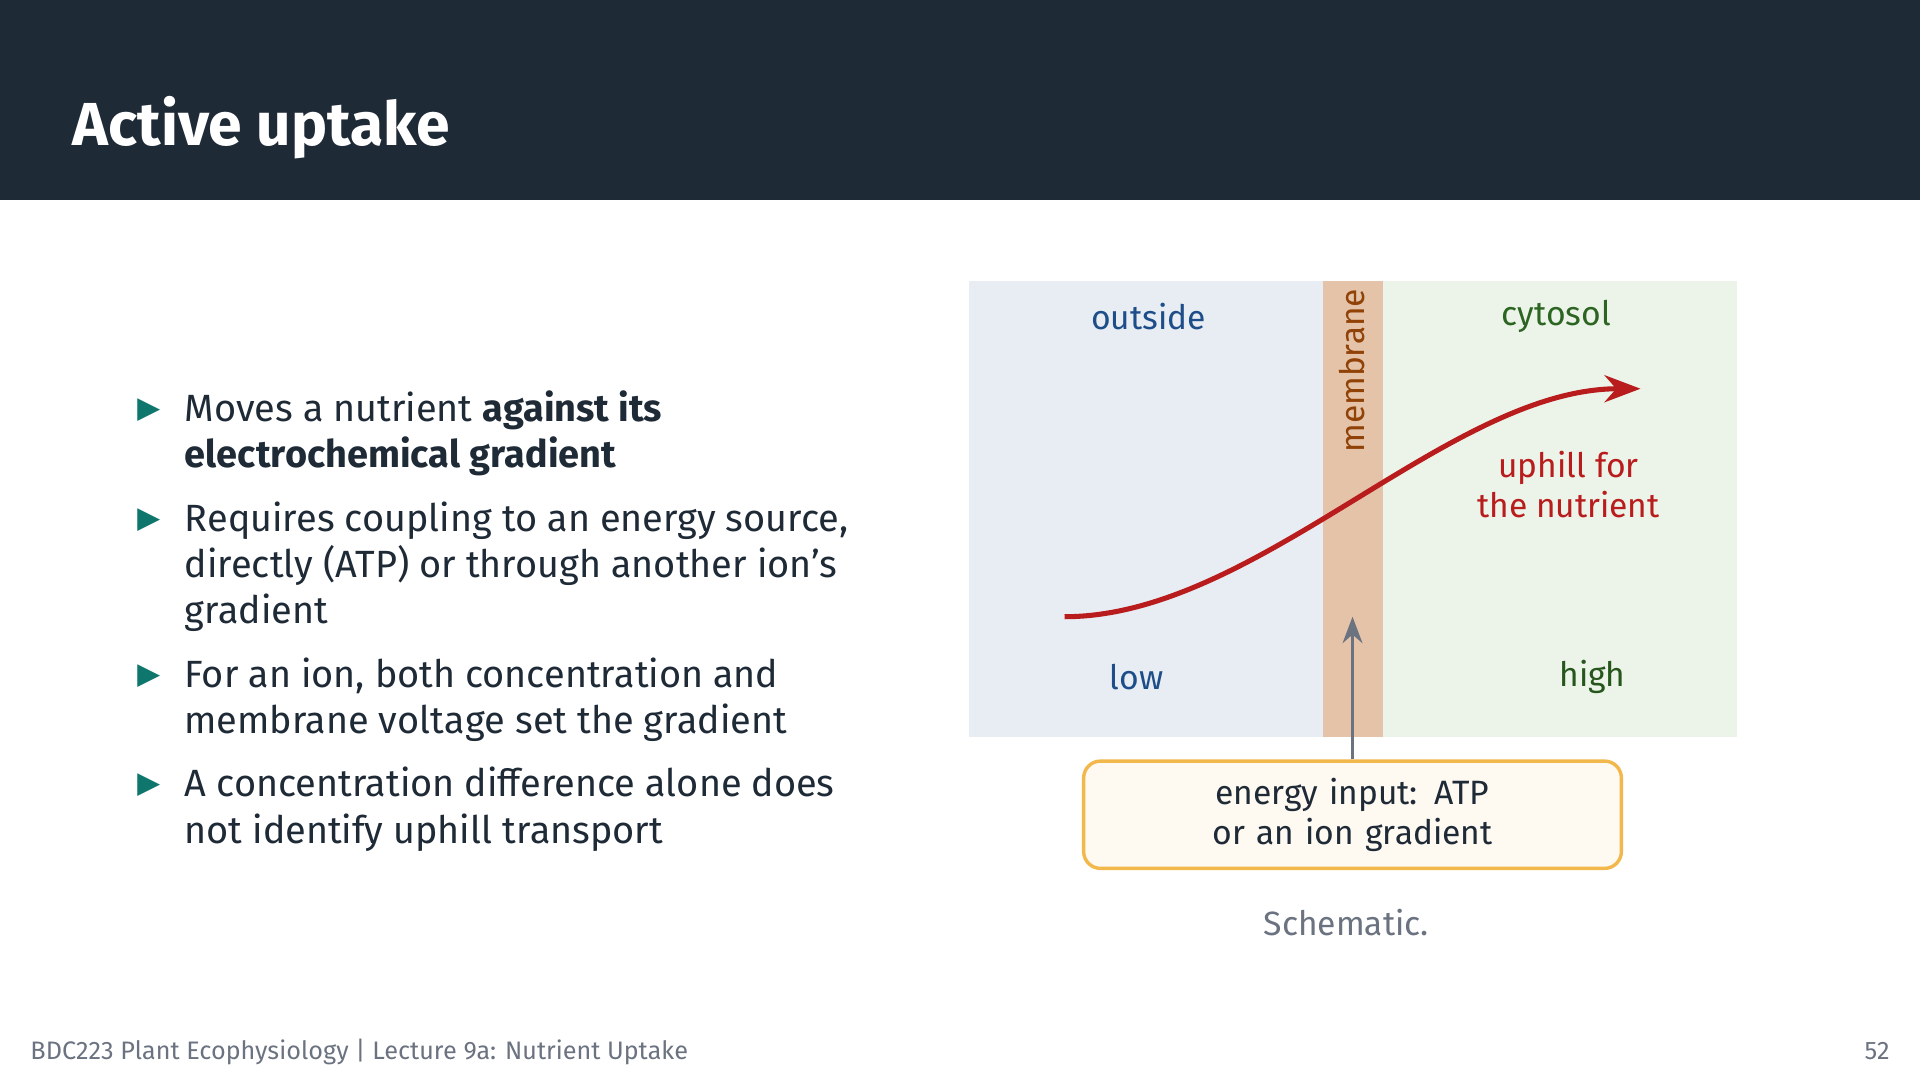 Active uptake
► Moves a nutrient against its
electrochemical gradient
► Requires coupling to an energy source,
directly (ATP) or through another ion’s
gradient
► For an ion, both concentration and
membrane voltage set the gradient
► A concentration difference alone does
not identify uphill transport
outside
membrane
cytosol
uphill for
the nutrient
low
high
energy input: ATP
or an ion gradient
Schematic.
BDC223 Plant Ecophysiology | Lecture 9a: Nutrient Uptake
52